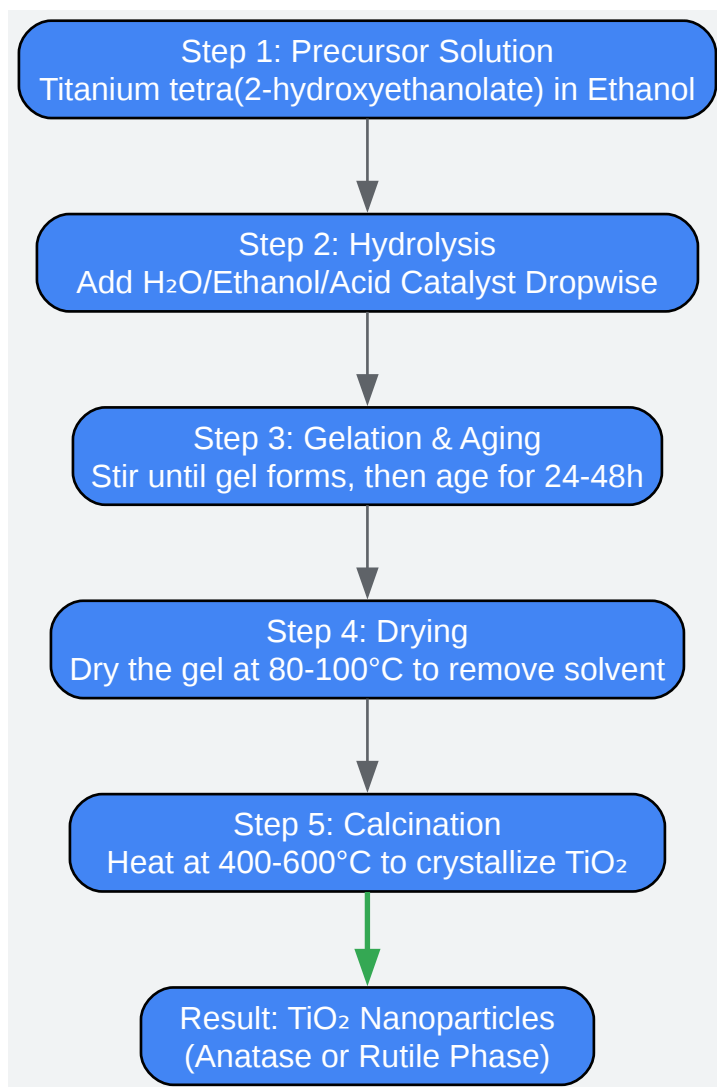 Step 1: Precursor Solution
Titanium tetra(2-hydroxyethanolate) in Ethanol
Step 2: Hydrolysis
Add H₂O/Ethanol/Acid Catalyst Dropwise
Step 3: Gelation & Aging
Stir until gel forms, then age for 24-48h
Step 4: Drying
Dry the gel at 80-100°C to remove solvent
Step 5: Calcination
Heat at 400-600°C to crystallize TiO₂
Result: TiO₂ Nanoparticles
(Anatase or Rutile Phase)